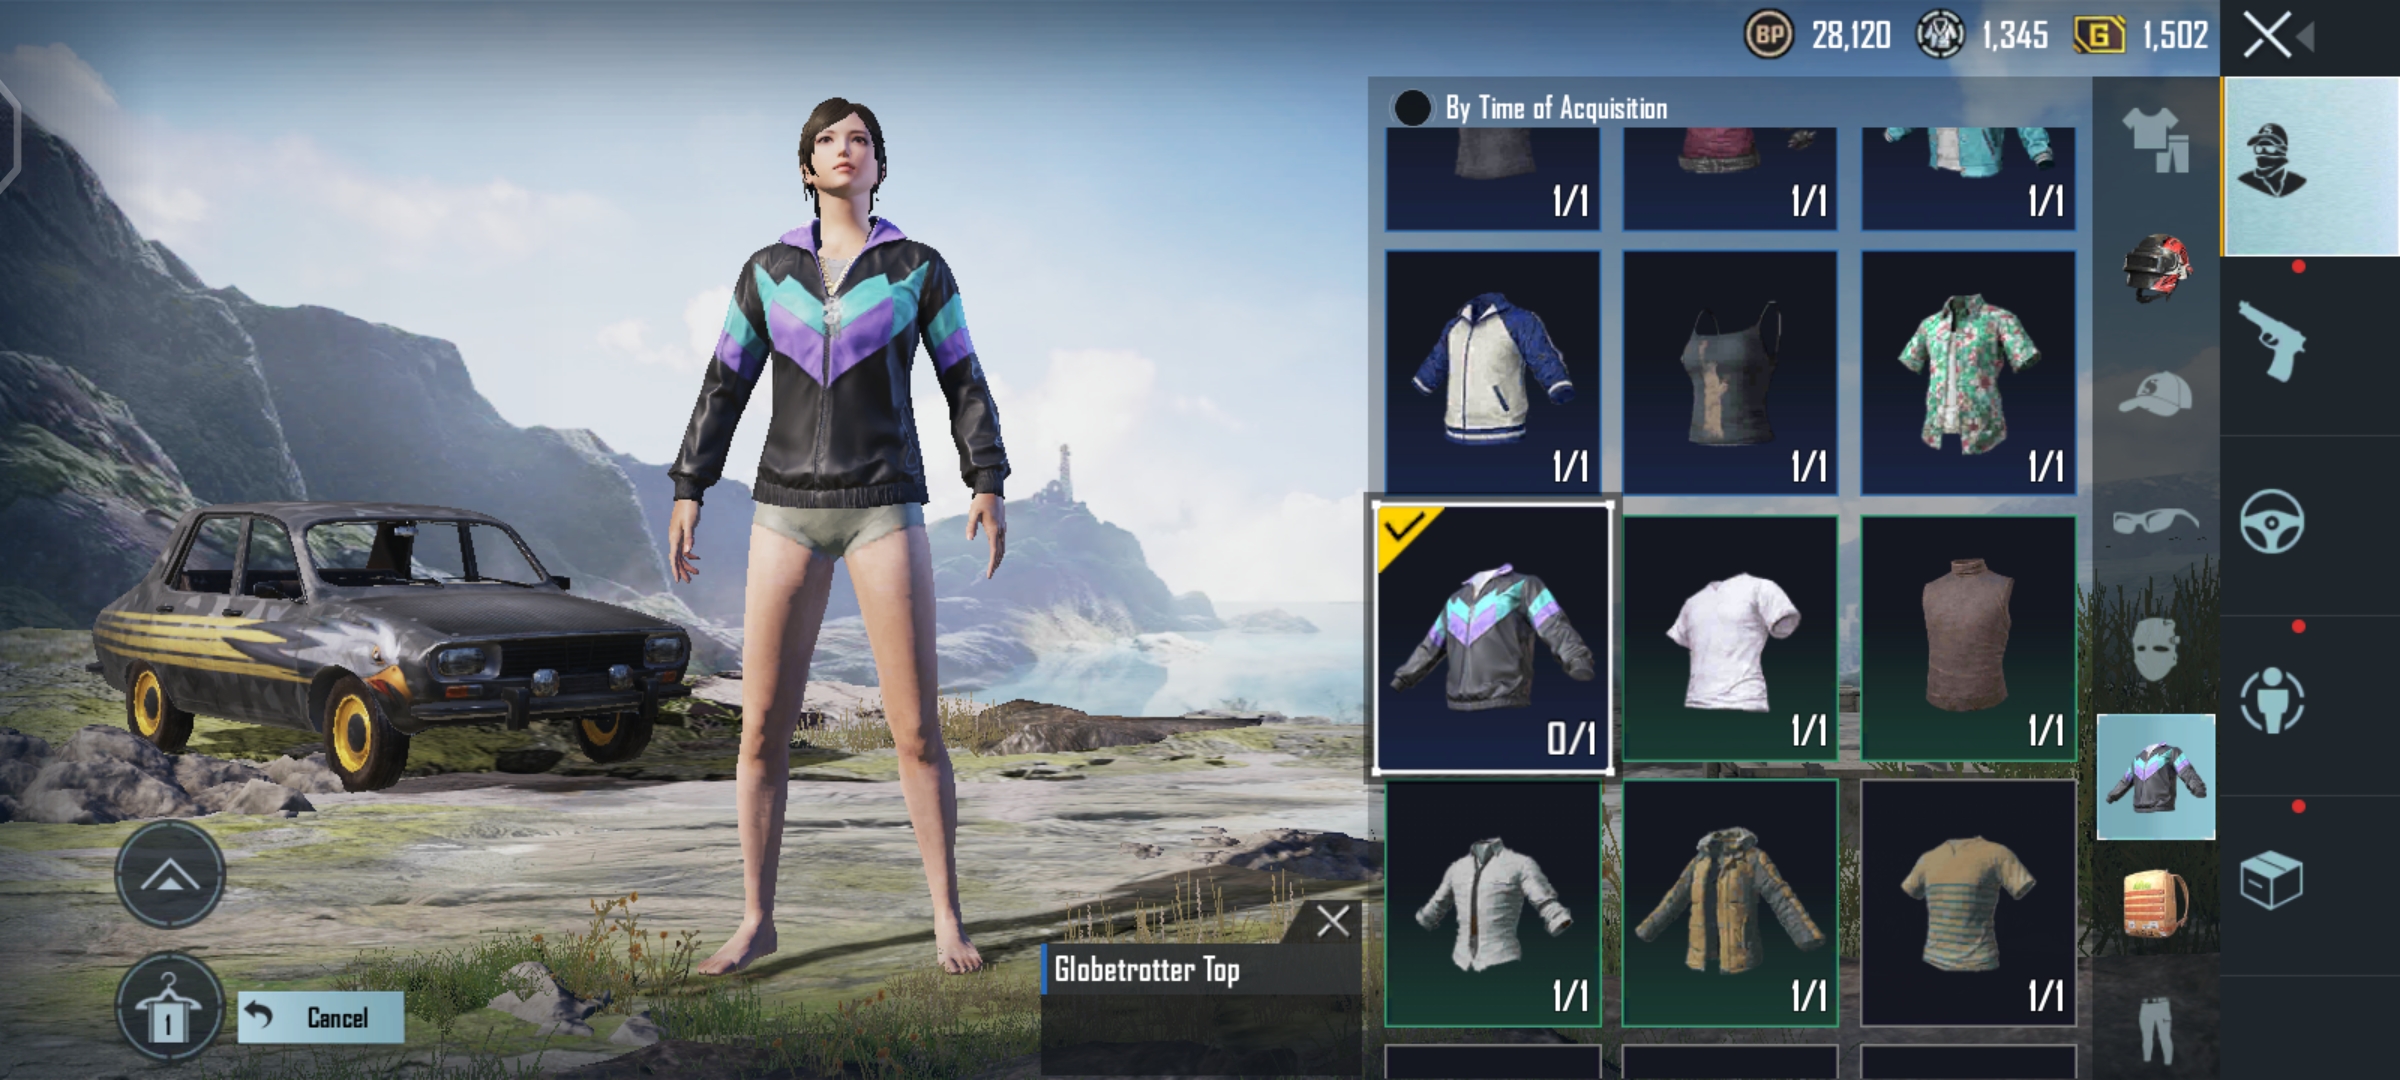 BP 28,120 1,345 G 1,502
By Time of Acquisition
1/1 1/1 1/1
1/1 1/1 1/1
0/1 1/1 1/1
1/1 1/1 1/1
Globetrotter Top
1 Cancel